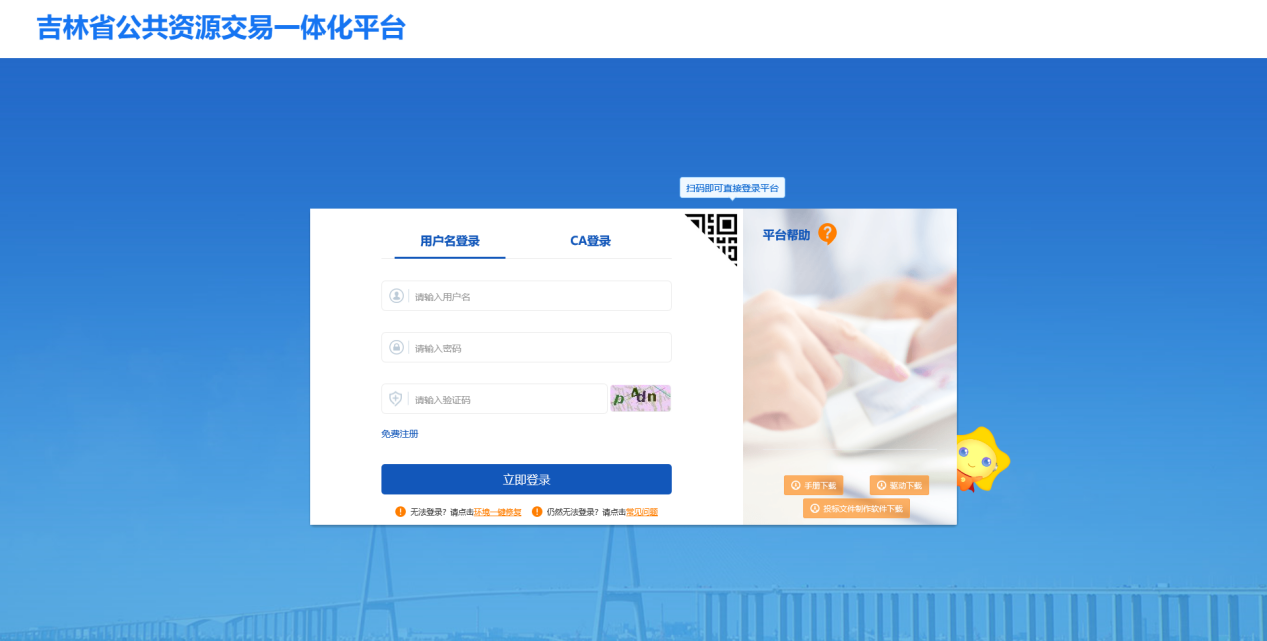 吉林省公共资源交易一体化平台
扫码即可直接登录平台
用户名登录
CA登录
平台帮助
?
请输入用户名
请输入密码
请输入验证码
pAdn
免费注册
立即登录
手册下载
驱动下载
投标文件制作软件下载
无法登录？请点击环境一键修复
仍然无法登录？请点击常见问题